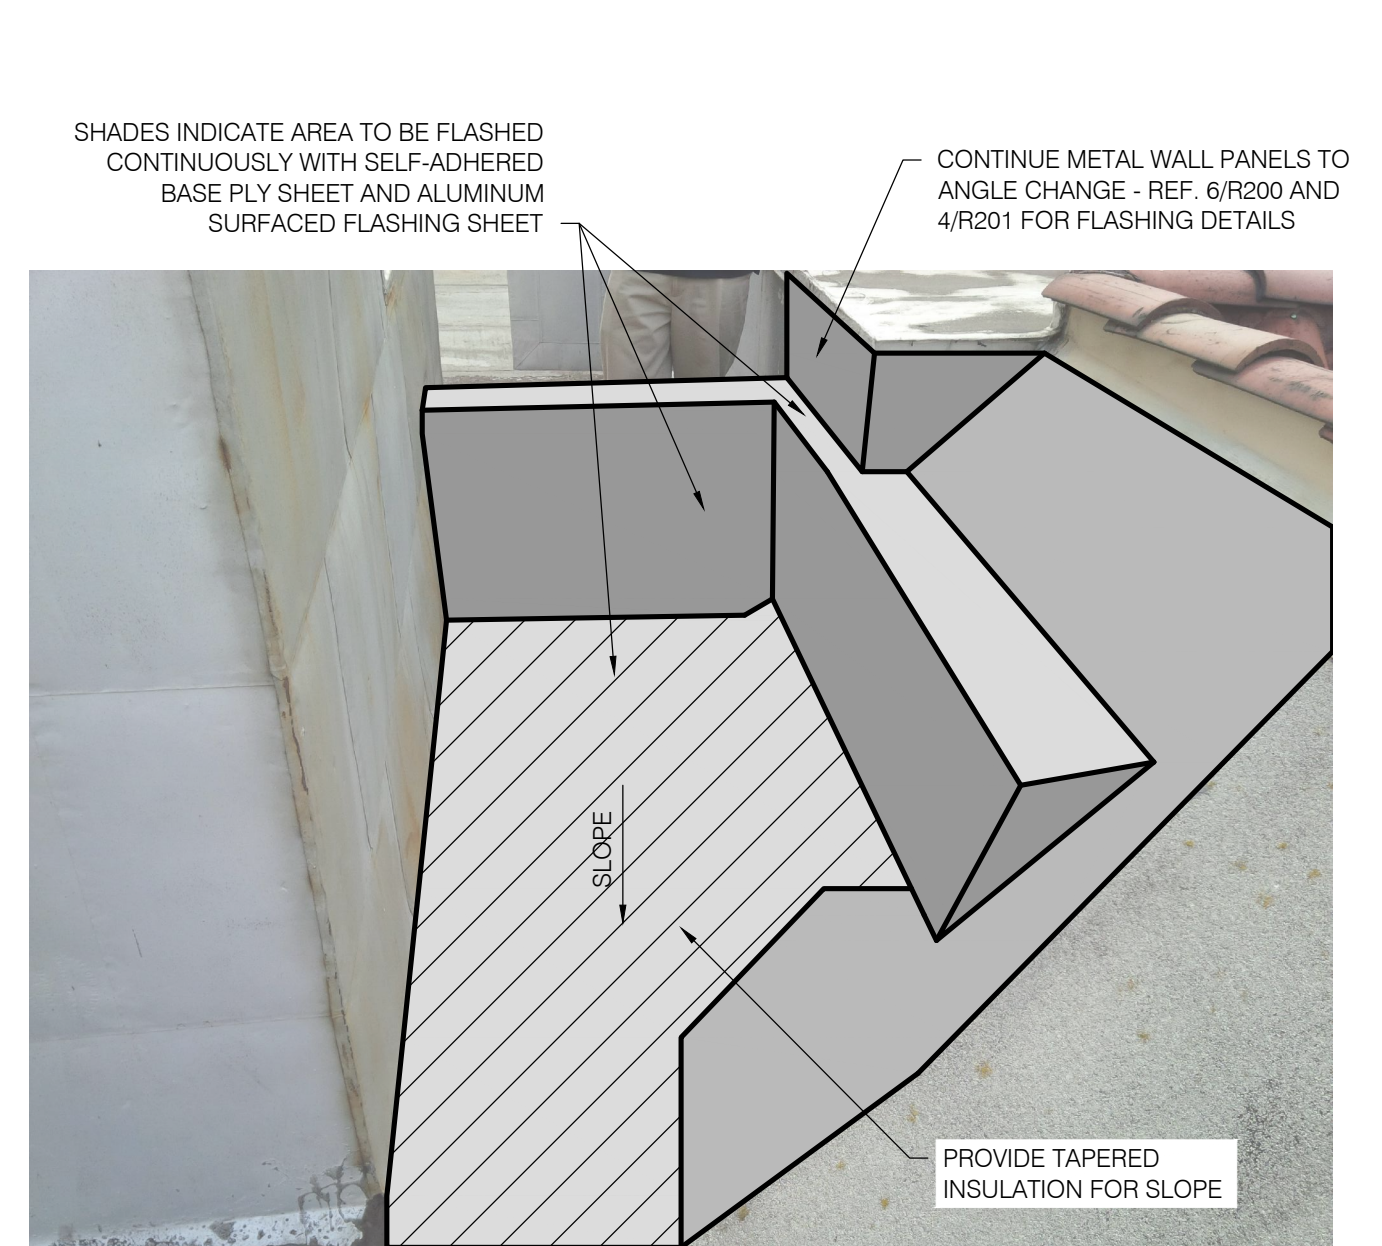 SHADES INDICATE AREA TO BE FLASHED
CONTINUOUSLY WITH SELF-ADHERED
BASE PLY SHEET AND ALUMINUM
SURFACED FLASHING SHEET
CONTINUE METAL WALL PANELS TO
ANGLE CHANGE - REF. 6/R200 AND
4/R201 FOR FLASHING DETAILS
SLOPE
PROVIDE TAPERED
INSULATION FOR SLOPE